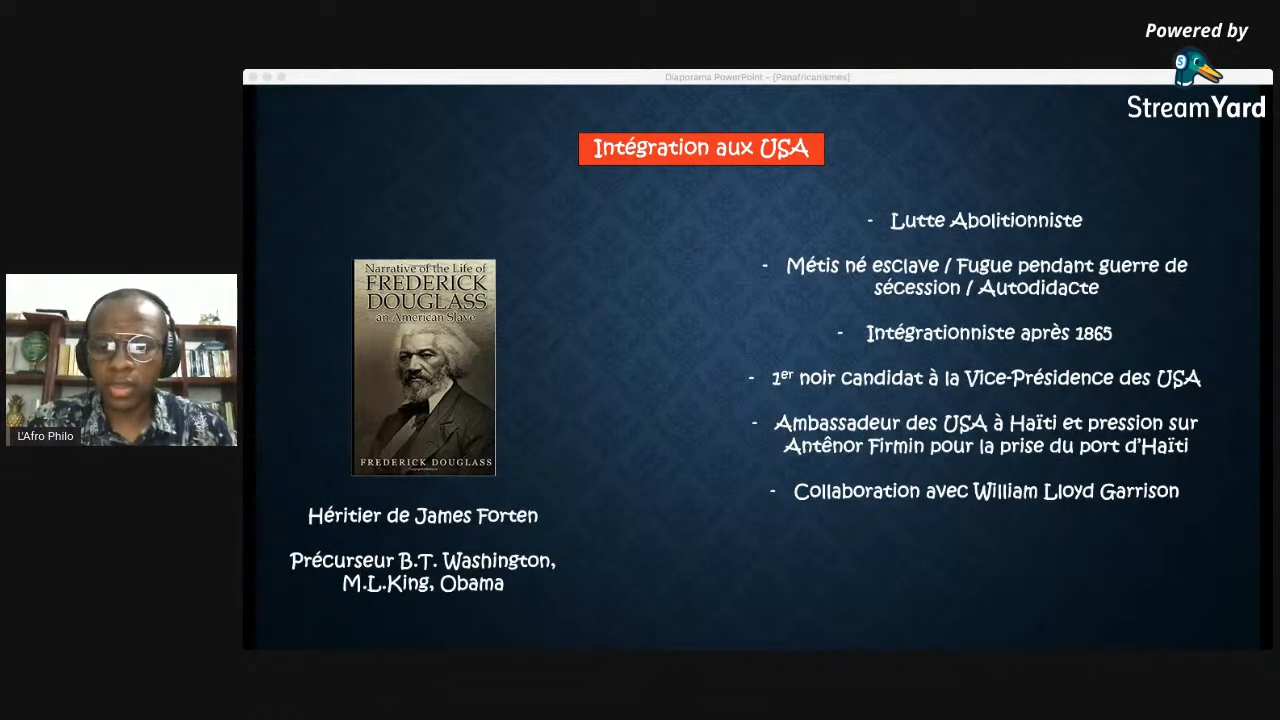 Powered by
StreamYard
Diaporama PowerPoint - [Panafricanismes]
Intégration aux USA
Narrative of the Life of
FREDERICK
DOUGLASS
an American Slave
FREDERICK DOUGLASS
Héritier de James Forten
Précurseur B.T. Washington,
M.L.King, Obama
- Lutte Abolitionniste
- Métis né esclave / Fugue pendant guerre de
sécession / Autodidacte
- Intégrationniste après 1865
- 1er noir candidat à la Vice-Présidence des USA
- Ambassadeur des USA à Haïti et pression sur
Antênor Firmin pour la prise du port d'Haïti
- Collaboration avec William Lloyd Garrison
L'Afro Philo